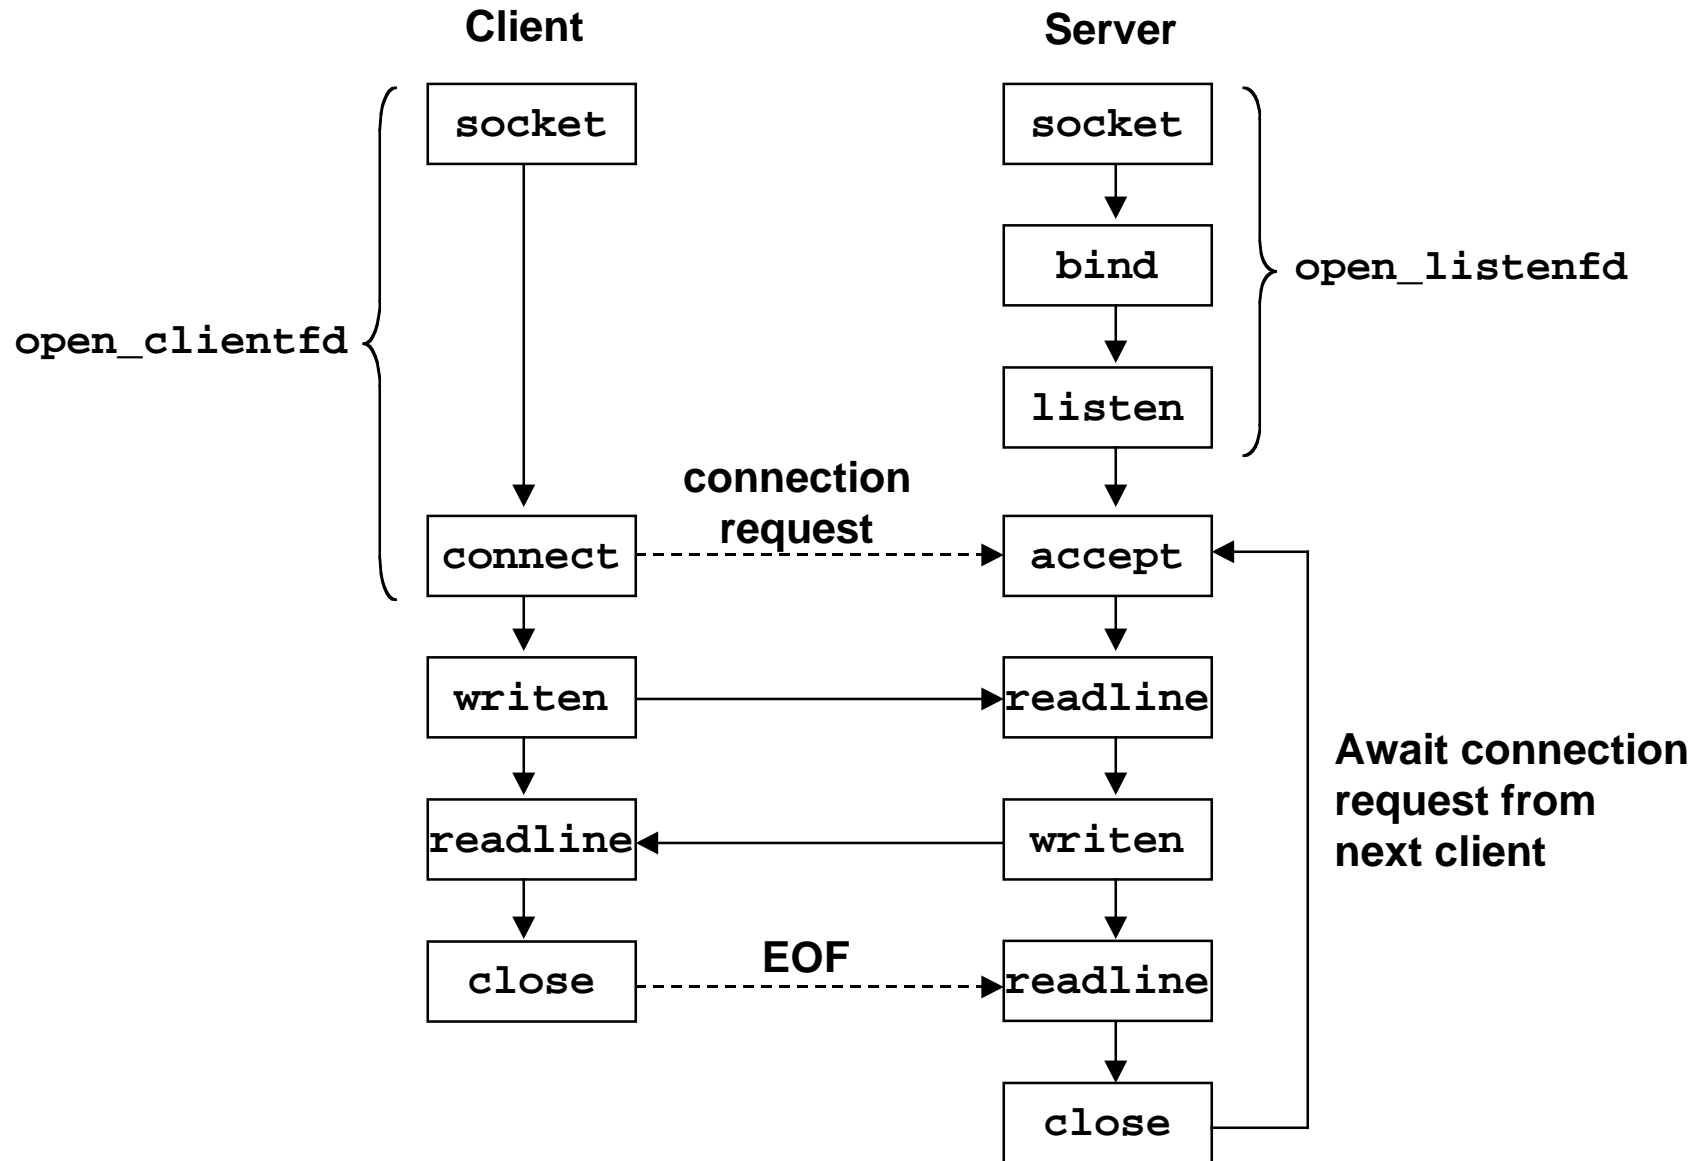 Client
Server
socket
socket
bind
open_listenfd
open_clientfd
listen
connection
request
connect
accept
writen
readline
Await connection
request from
next client
readline
writen
EOF
close
readline
close